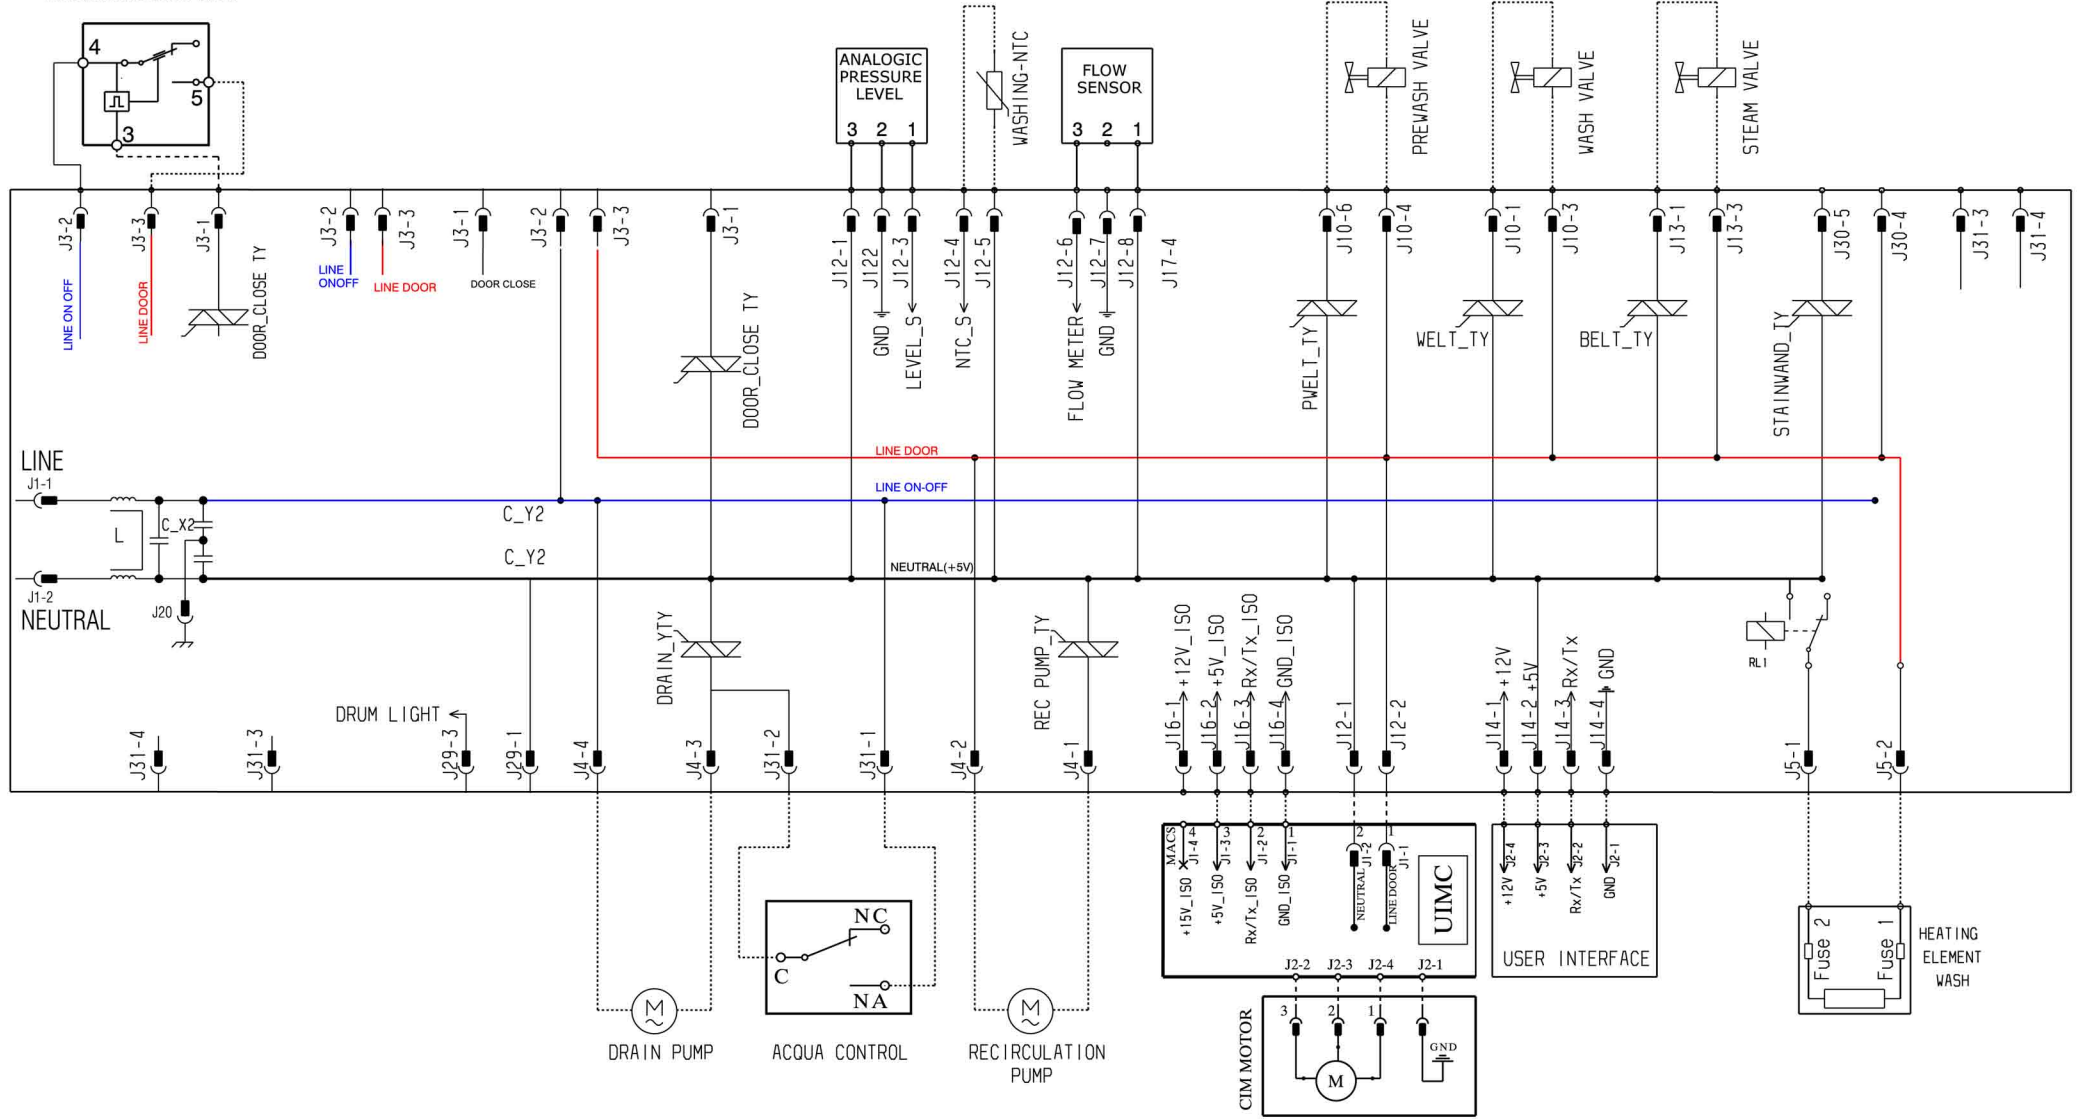 4
5
3
ANALOGIC
PRESSURE
LEVEL
3 2 1
WASHING-NTC
FLOW
SENSOR
3 2 1
PREWASH VALVE
WASH VALVE
STEAM VALVE
J3-2
J3-3
J3-1
J3-2
J3-3
J3-1
J3-2
J3-3
J3-1
J12-1
J122
J12-3
J12-4
J12-5
J12-6
J12-7
J12-8
J17-4
J10-6
J10-4
J10-1
J10-3
J13-1
J13-3
J30-5
J30-4
J31-3
J31-4
LINE ON OFF
LINE DOOR
DOOR_CLOSE TY
LINE
ONOFF
LINE DOOR
DOOR CLOSE
DOOR_CLOSE TY
GND
LEVEL_S
NTC_S
FLOW METER
GND
PWELT_TY
WELT_TY
BELT_TY
STAINWAND_TY
LINE DOOR
LINE
J1-1
LINE ON-OFF
C_Y2
C_X2
L
C_Y2
NEUTRAL(+5V)
J1-2
NEUTRAL
J20
DRAIN_YTY
REC PUMP_TY
+12V_ISO
+5V_ISO
Rx/Tx_ISO
GND_ISO
+12V
+5V
Rx/Tx
GND
RL1
DRUM LIGHT
J31-4
J31-3
J29-3
J29-1
J4-4
J4-3
J31-2
J31-1
J4-2
J4-1
J16-1
J16-2
J16-3
J16-4
J12-1
J12-2
J14-1
J14-2
J14-3
J14-4
J5-1
J5-2
MACS
4 3 2 1
2 1
J1-4
J1-3
J1-2
J1-1
J1-2
J1-1
+15V_ISO
+5V_ISO
Rx/Tx_ISO
GND_ISO
NEUTRAL
LINE DOOR
UIMC
J2-4
J2-3
J2-2
J2-1
+12V
+5V
Rx/Tx
GND
USER INTERFACE
NC
C
NA
Fuse 2
Fuse 1
HEATING
ELEMENT
WASH
J2-2 J2-3 J2-4 J2-1
M
DRAIN PUMP
ACQUA CONTROL
M
RECIRCULATION
PUMP
CIM MOTOR
3 2 1
M
GND